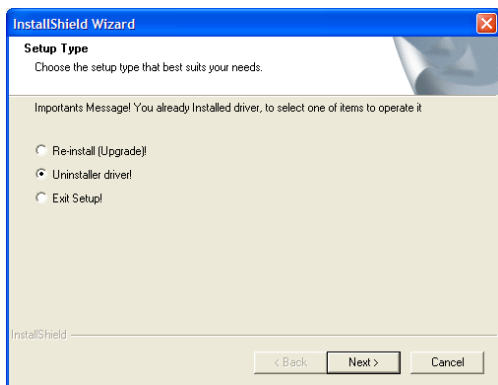 InstallShield Wizard
Setup Type
Choose the setup type that best suits your needs.
Importants Message! You already Installed driver, to select one of items to operate it
Re-install (Upgrade)!
Uninstaller driver!
Exit Setup!
InstallShield
< Back Next > Cancel